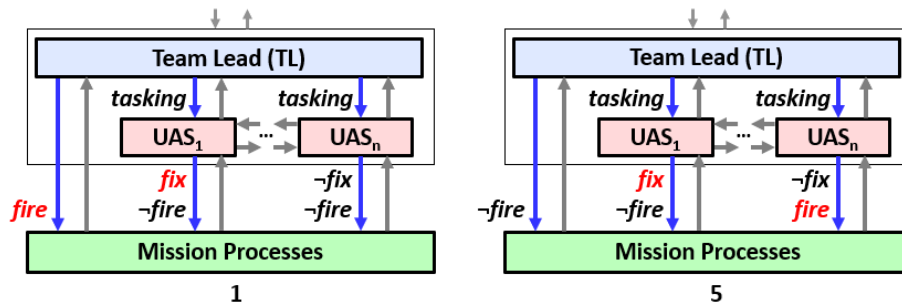 Team Lead (TL)
tasking tasking
UAS1 ... UASn
fix ¬fix
fire ¬fire ¬fire
Mission Processes
1
Team Lead (TL)
tasking tasking
UAS1 ... UASn
fix ¬fix
¬fire ¬fire fire
Mission Processes
5